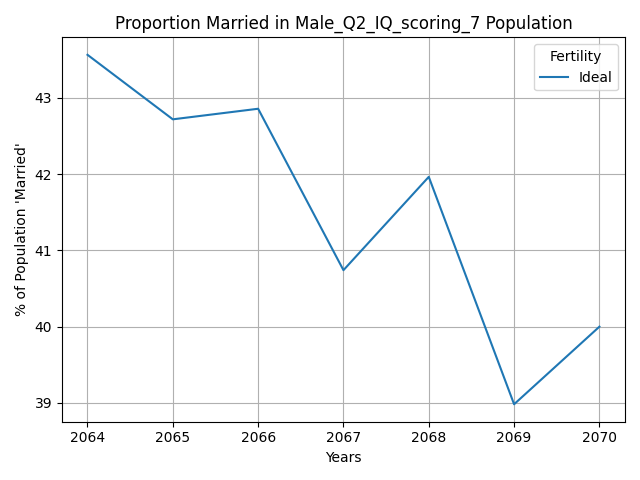 Proportion Married in Male_Q2_IQ_scoring_7 Population
Fertility
Ideal
% of Population 'Married'
43
42
41
40
39
2064 2065 2066 2067 2068 2069 2070
Years